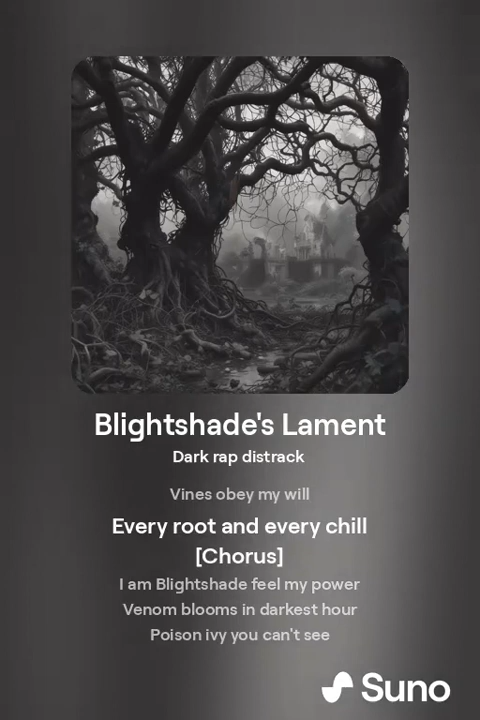 Blightshade's Lament
Dark rap distrack
Vines obey my will
Every root and every chill
[Chorus]
I am Blightshade feel my power
Venom blooms in darkest hour
Poison ivy you can't see
Suno